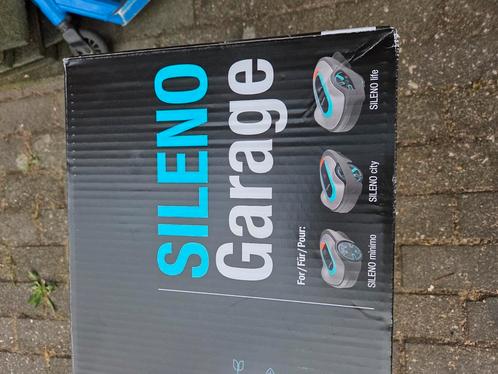 SILENO
Garage
For/Für/Pour:
SILENO minimo
SILENO city
SILENO life